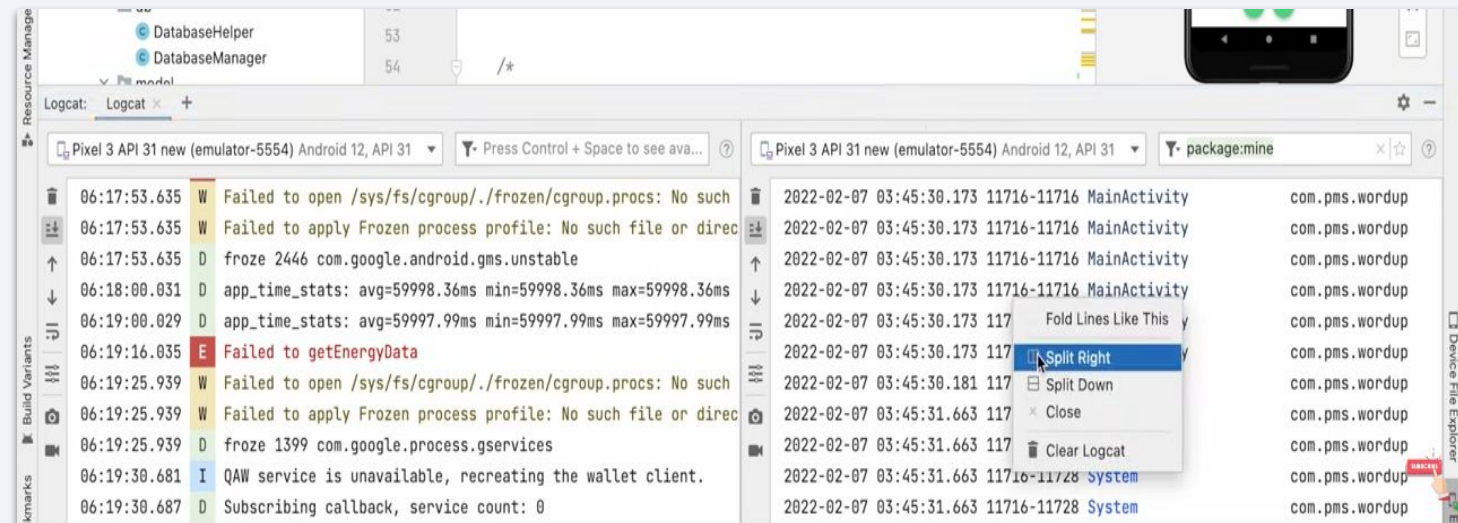 Resource Manage
db
DatabaseHelper
DatabaseManager
model
53
54
/*
Logcat: Logcat × +
Pixel 3 API 31 new (emulator-5554) Android 12, API 31
Press Control + Space to see ava...
06:17:53.635 W Failed to open /sys/fs/cgroup/./frozen/cgroup.procs: No such
06:17:53.635 W Failed to apply Frozen process profile: No such file or direc
06:17:53.635 D froze 2446 com.google.android.gms.unstable
06:18:00.031 D app_time_stats: avg=59998.36ms min=59998.36ms max=59998.36ms
06:19:00.029 D app_time_stats: avg=59997.99ms min=59997.99ms max=59997.99ms
06:19:16.035 E Failed to getEnergyData
06:19:25.939 W Failed to open /sys/fs/cgroup/./frozen/cgroup.procs: No such
06:19:25.939 W Failed to apply Frozen process profile: No such file or direc
06:19:25.939 D froze 1399 com.google.process.gservices
06:19:30.681 I QAW service is unavailable, recreating the wallet client.
06:19:30.687 D Subscribing callback, service count: 0
Pixel 3 API 31 new (emulator-5554) Android 12, API 31
package:mine
2022-02-07 03:45:30.173 11716-11716 MainActivity com.pms.wordup
2022-02-07 03:45:30.173 11716-11716 MainActivity com.pms.wordup
2022-02-07 03:45:30.173 11716-11716 MainActivity com.pms.wordup
2022-02-07 03:45:30.173 11716-11716 MainActivity com.pms.wordup
2022-02-07 03:45:30.173 117 y com.pms.wordup
2022-02-07 03:45:30.173 117 y com.pms.wordup
2022-02-07 03:45:30.181 117 com.pms.wordup
2022-02-07 03:45:31.663 117 com.pms.wordup
2022-02-07 03:45:31.663 117 com.pms.wordup
2022-02-07 03:45:31.663 11716-11728 System com.pms.wordup
2022-02-07 03:45:31.663 11716-11728 System com.pms.wordup
Fold Lines Like This
Split Right
Split Down
Close
Clear Logcat
Build Variants
kmarks
Device File Explorer
SUBSCRIBE